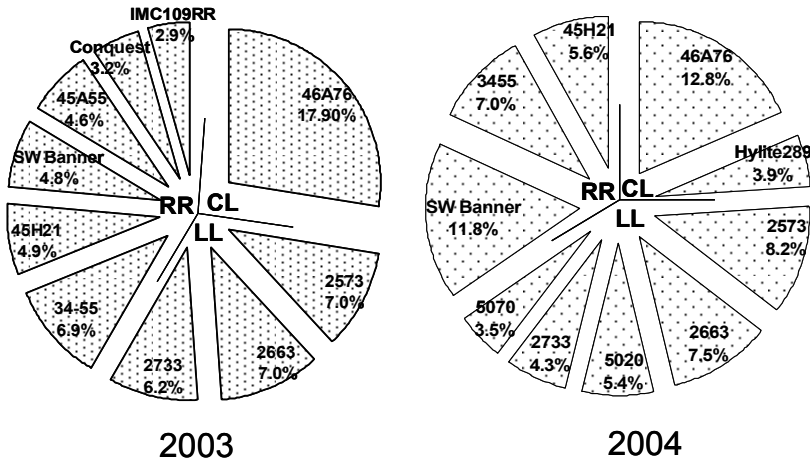 IMC109RR
2.9%
Conquest
3.2%
45A55
4.6%
SW Banner
4.8%
45H21
4.9%
34-55
6.9%
2733
6.2%
2663
7.0%
2573
7.0%
46A76
17.90%
RR
CL
LL
2003
45H21
5.6%
3455
7.0%
SW Banner
11.8%
5070
3.5%
2733
4.3%
5020
5.4%
2663
7.5%
2573
8.2%
Hylite289
3.9%
46A76
12.8%
RR
CL
LL
2004